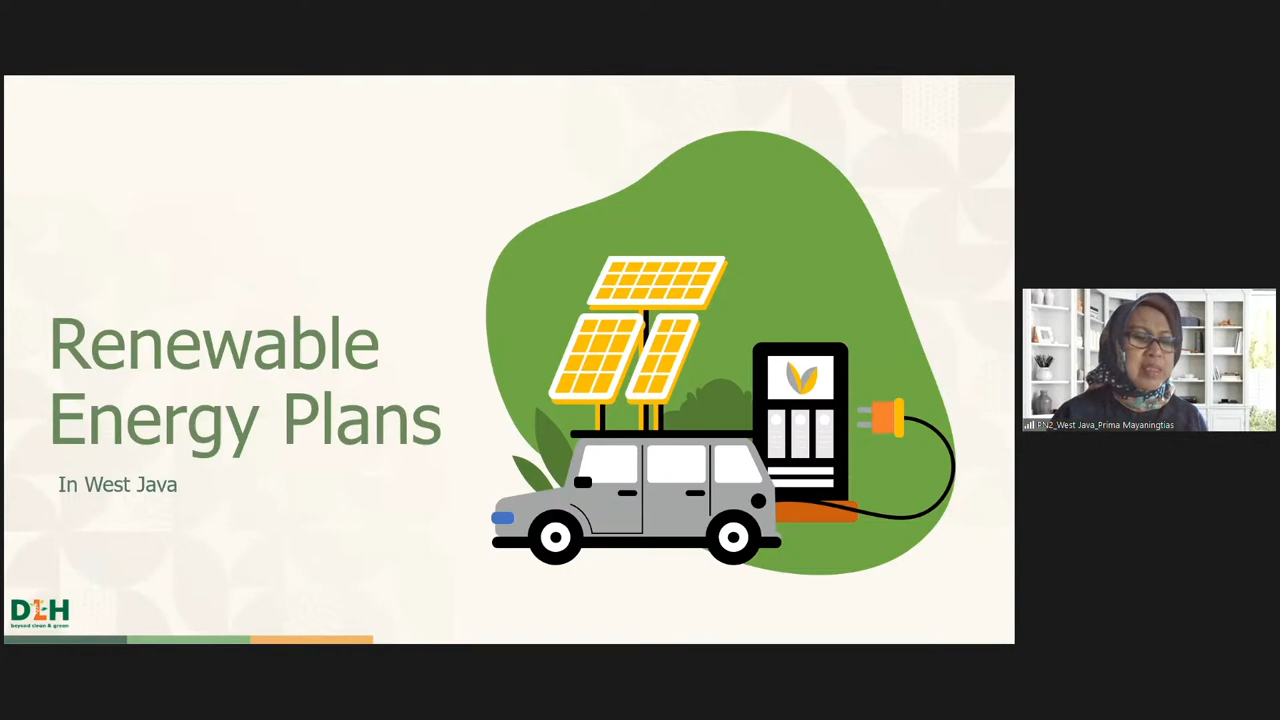 Renewable
Energy Plans
In West Java
DLH
beyond clean & green
PN2_West Java_Prima Mayaningtias